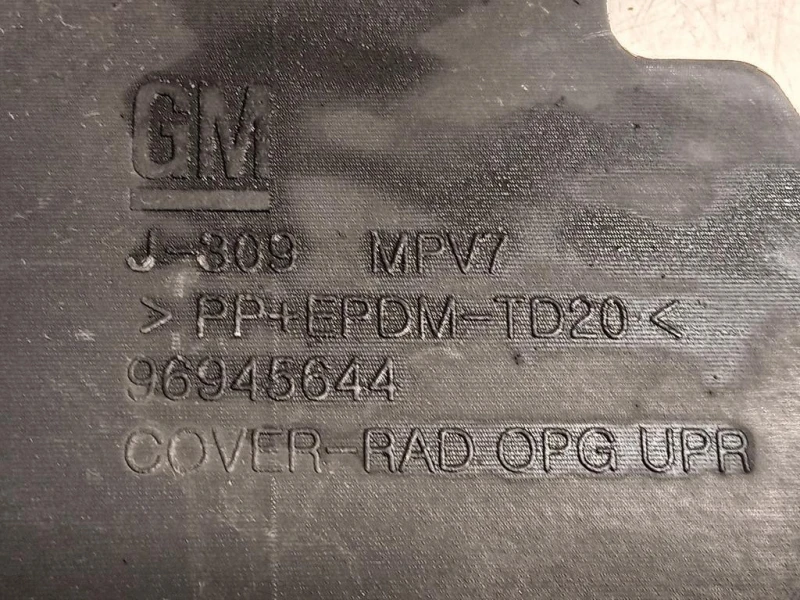 GM
J-309 MPV7
> PP+EPDM-TD20 <
96945644
COVER-RAD OPG UPR